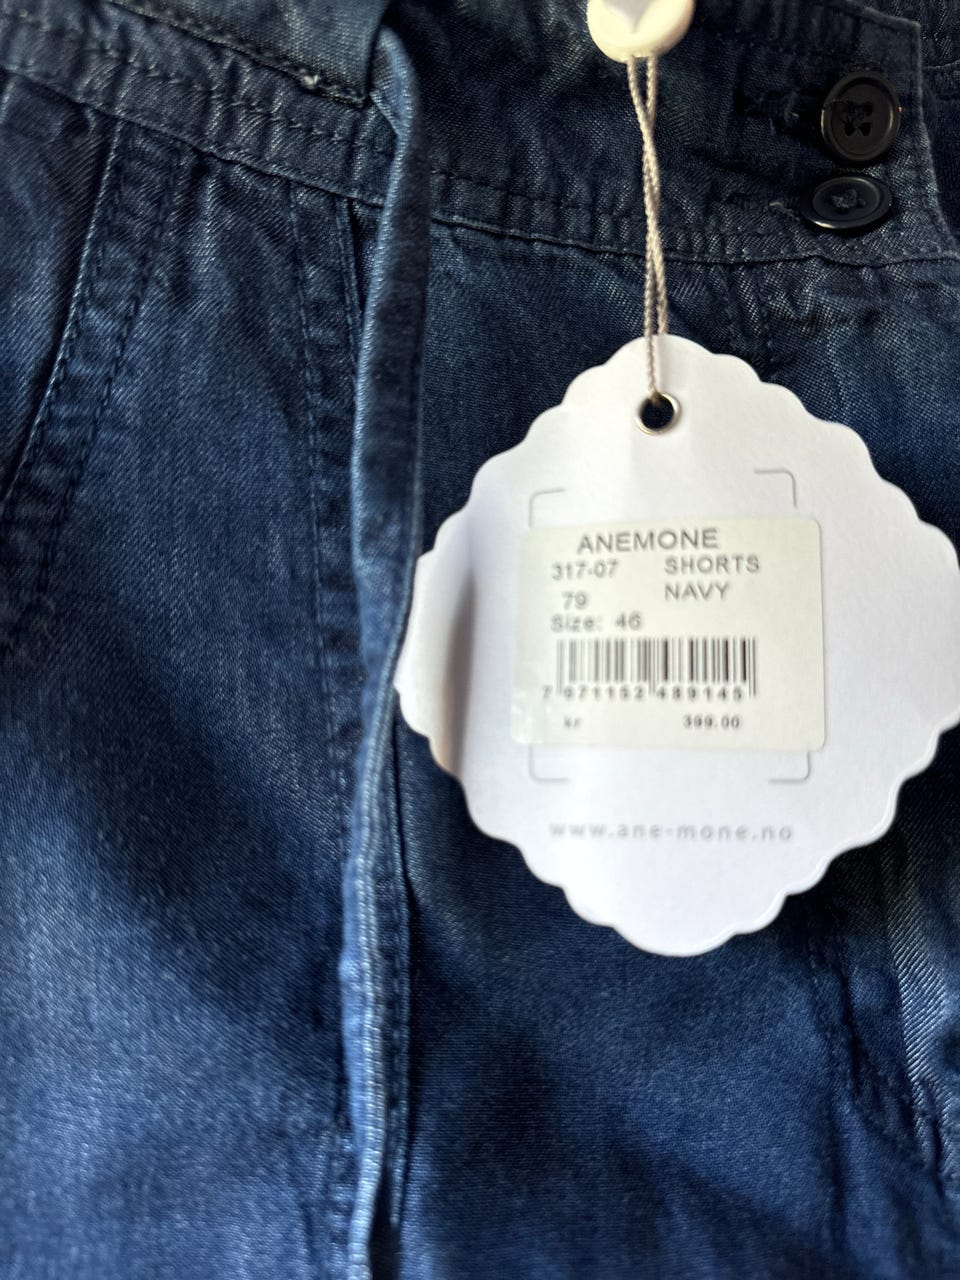 ANEMONE
317-07 SHORTS
79 NAVY
Size: 46
7 071152 489145
kr 399.00
www.ane-mone.no